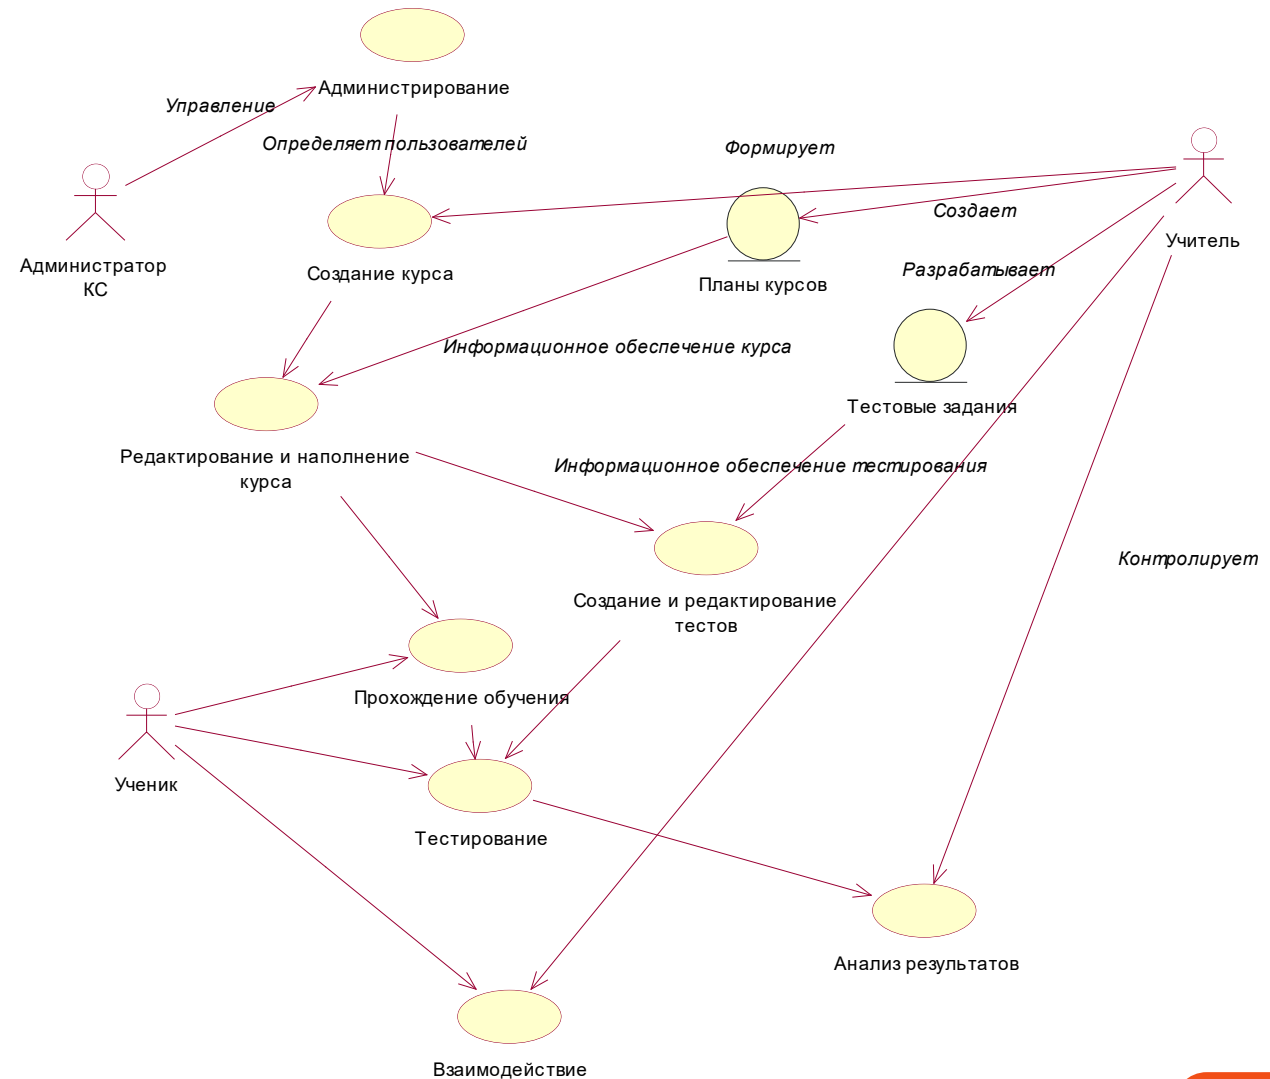 Администрирование
Управление
Определяет пользователей
Формирует
Создает
Учитель
Администратор
КС
Создание курса
Разрабатывает
Планы курсов
Информационное обеспечение курса
Тестовые задания
Редактирование и наполнение
курса
Информационное обеспечение тестирования
Контролирует
Создание и редактирование
тестов
Прохождение обучения
Ученик
Тестирование
Анализ результатов
Взаимодействие